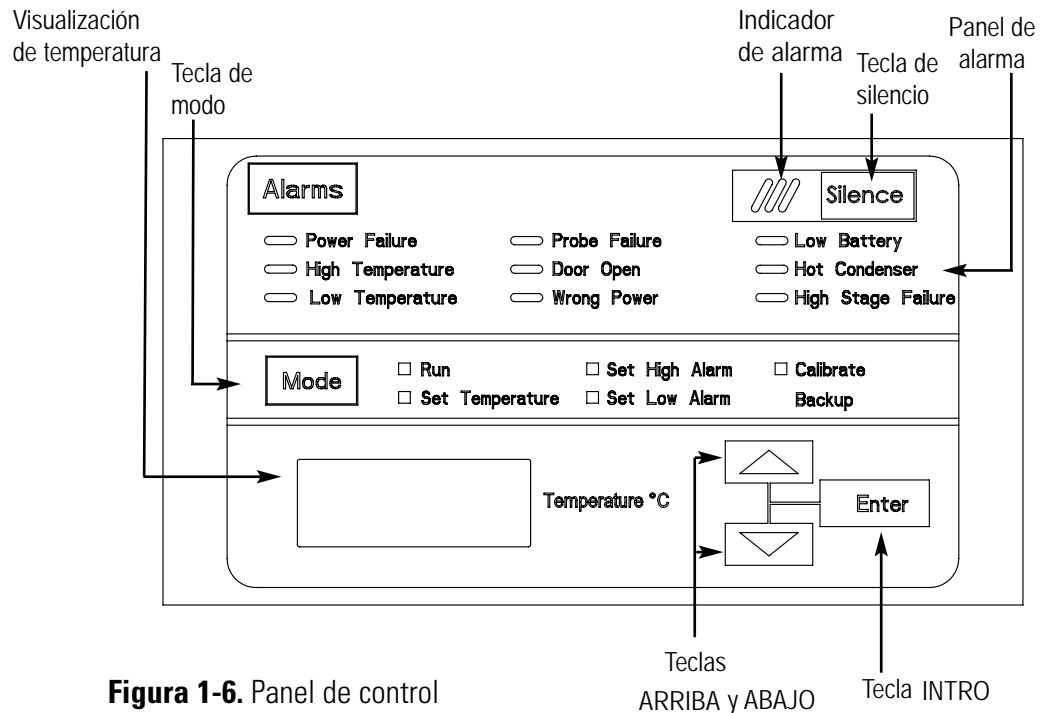 Visualización
de temperatura
Tecla de
modo
Indicador
de alarma
Tecla de
silencio
Panel de
alarma
Alarms
Silence
Power Failure
Probe Failure
Low Battery
High Temperature
Door Open
Hot Condenser
Low Temperature
Wrong Power
High Stage Failure
Mode
Run
Set High Alarm
Calibrate
Set Temperature
Set Low Alarm
Backup
Temperature °C
Enter
Teclas
ARRIBA y ABAJO
Tecla INTRO
Figura 1-6. Panel de control